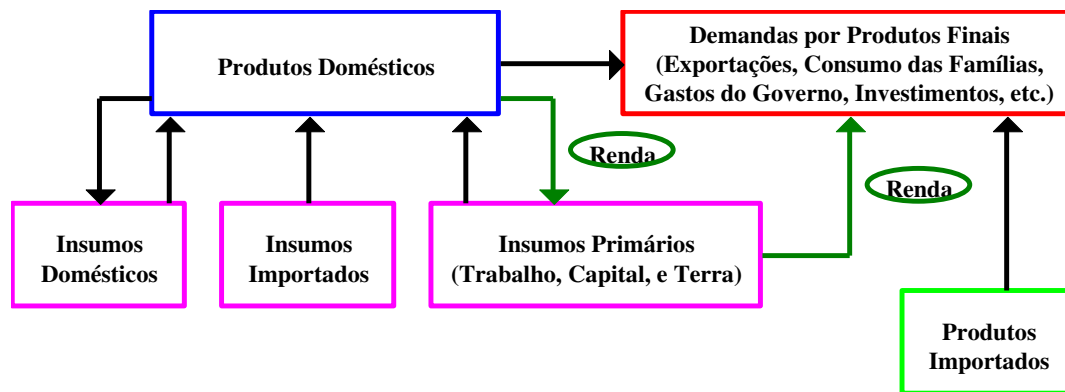 Produtos Domésticos
Demandas por Produtos Finais
(Exportações, Consumo das Famílias,
Gastos do Governo, Investimentos, etc.)
Renda
Renda
Insumos
Domésticos
Insumos
Importados
Insumos Primários
(Trabalho, Capital, e Terra)
Produtos
Importados